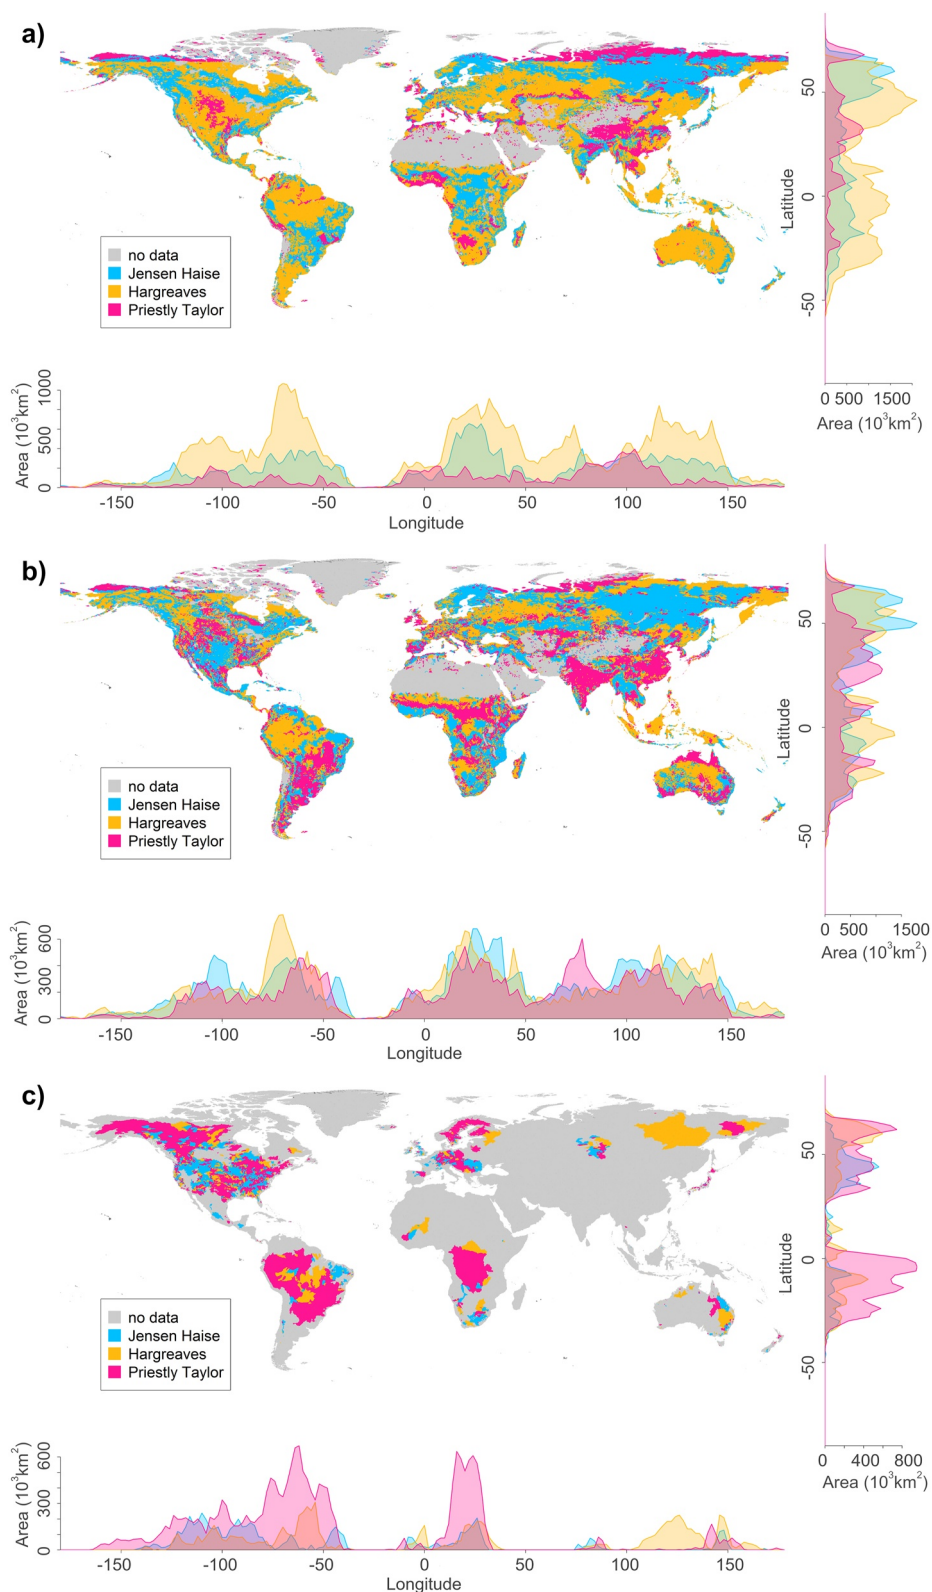 a)
50
0
-50
Latitude
no data
Jensen Haise
Hargreaves
Priestly Taylor
0 500 1500
Area (10³km²)
Area (10³km²)
0 500 1000
-150 -100 -50 0 50 100 150
Longitude
b)
50
0
-50
Latitude
no data
Jensen Haise
Hargreaves
Priestly Taylor
0 500 1500
Area (10³km²)
Area (10³km²)
0 300 600
-150 -100 -50 0 50 100 150
Longitude
c)
50
0
-50
Latitude
no data
Jensen Haise
Hargreaves
Priestly Taylor
0 400 800
Area (10³km²)
Area (10³km²)
0 300 600
-150 -100 -50 0 50 100 150
Longitude